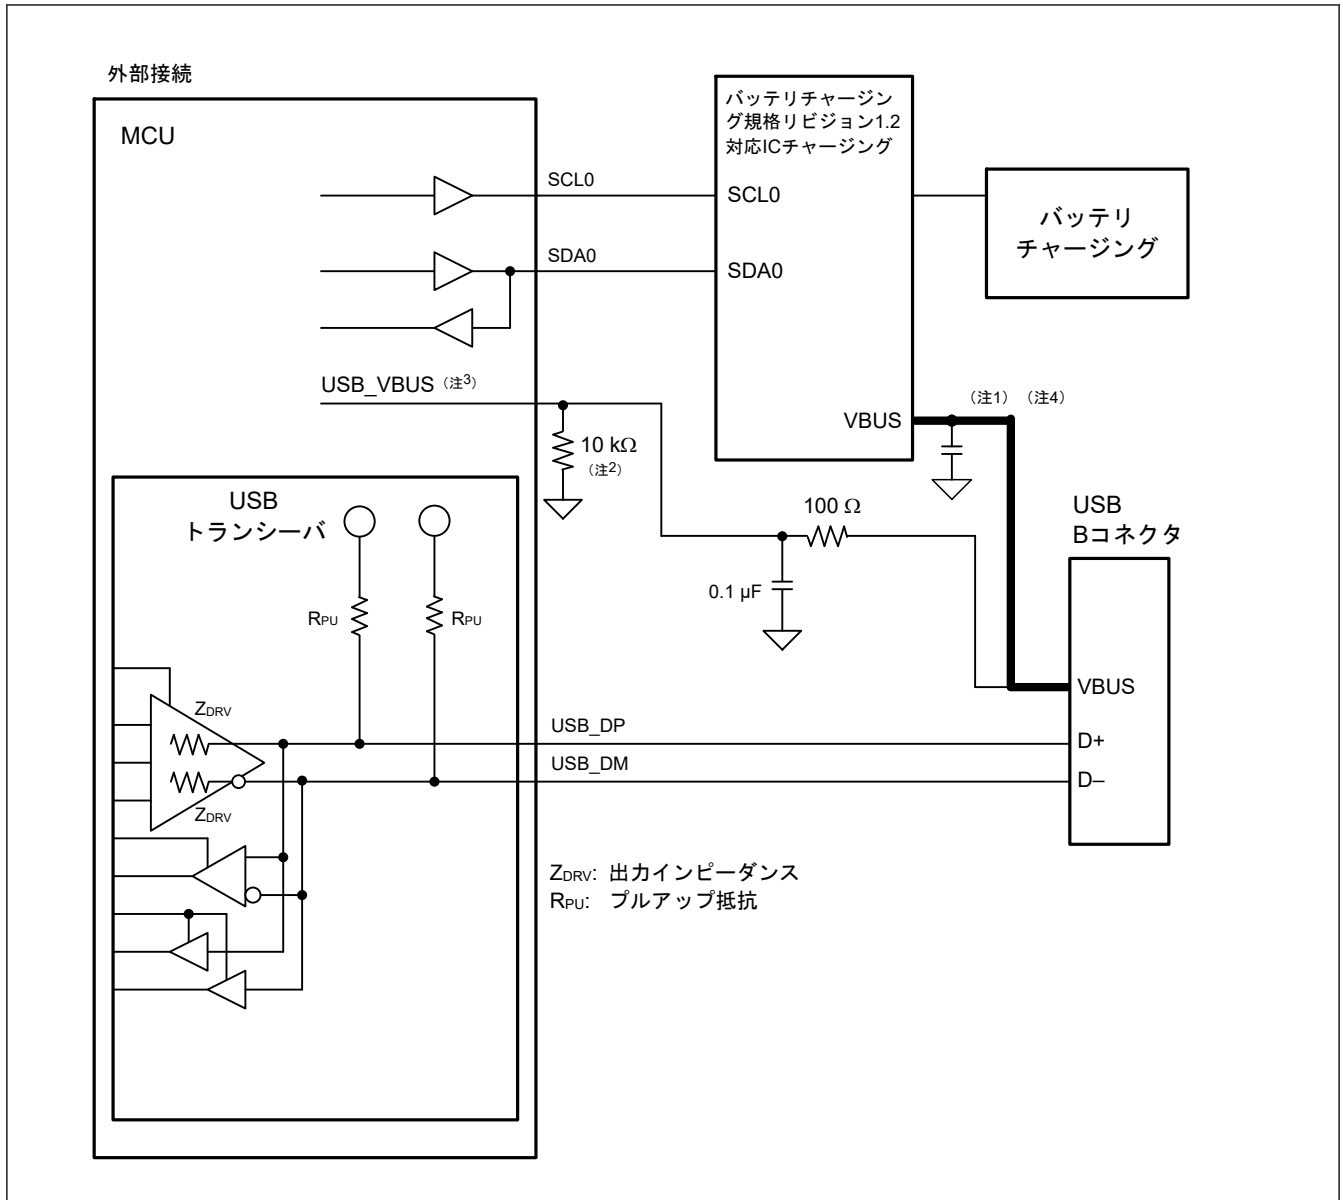 外部接続
MCU
バッテリチャージン
グ規格リビジョン1.2
対応ICチャージング
SCL0
SCL0
バッテリ
チャージング
SDA0
SDA0
USB_VBUS（注3）
（注1）（注4）
VBUS
10 kΩ
（注2）
USB
トランシーバ
100 Ω
USB
Bコネクタ
0.1 µF
RPU
RPU
VBUS
ZDRV
USB_DP
D+
USB_DM
D–
ZDRV
ZDRV: 出力インピーダンス
RPU: プルアップ抵抗